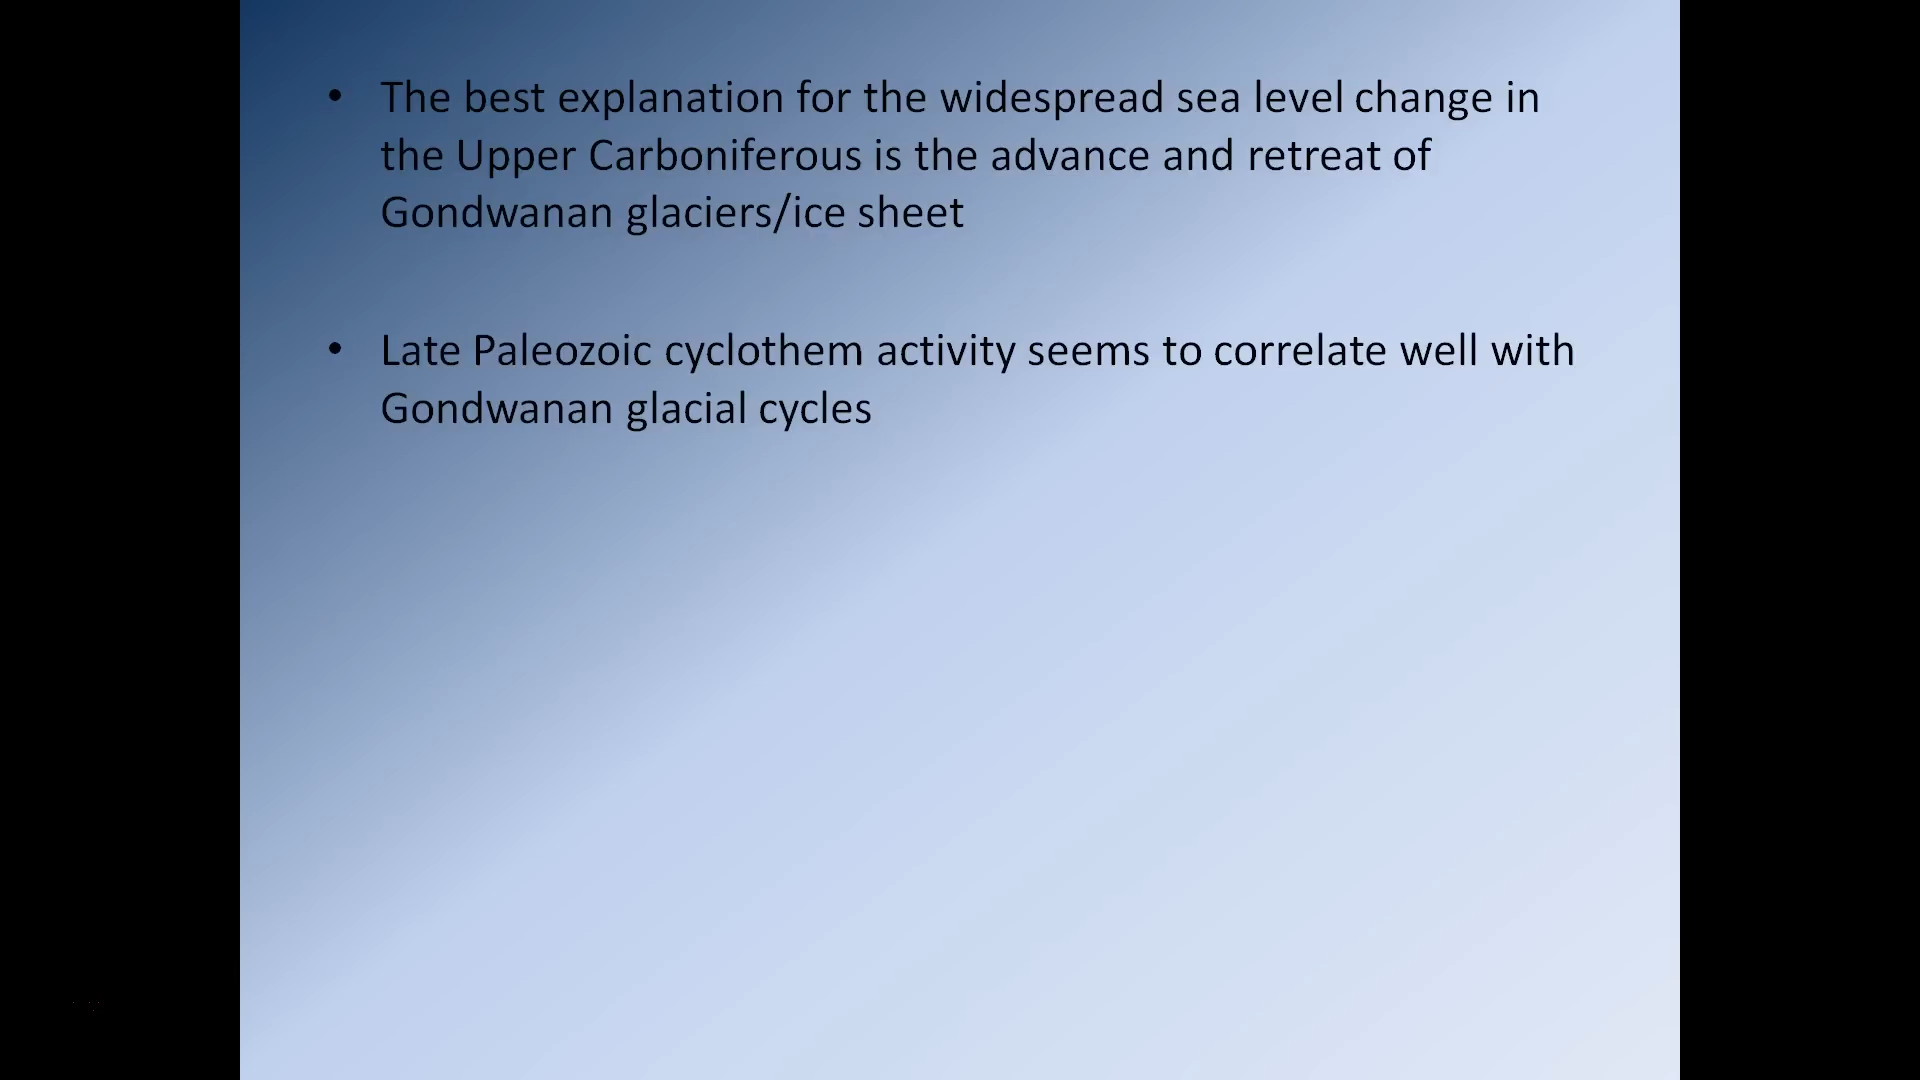 • The best explanation for the widespread sea level change in
the Upper Carboniferous is the advance and retreat of
Gondwanan glaciers/ice sheet
• Late Paleozoic cyclothem activity seems to correlate well with
Gondwanan glacial cycles